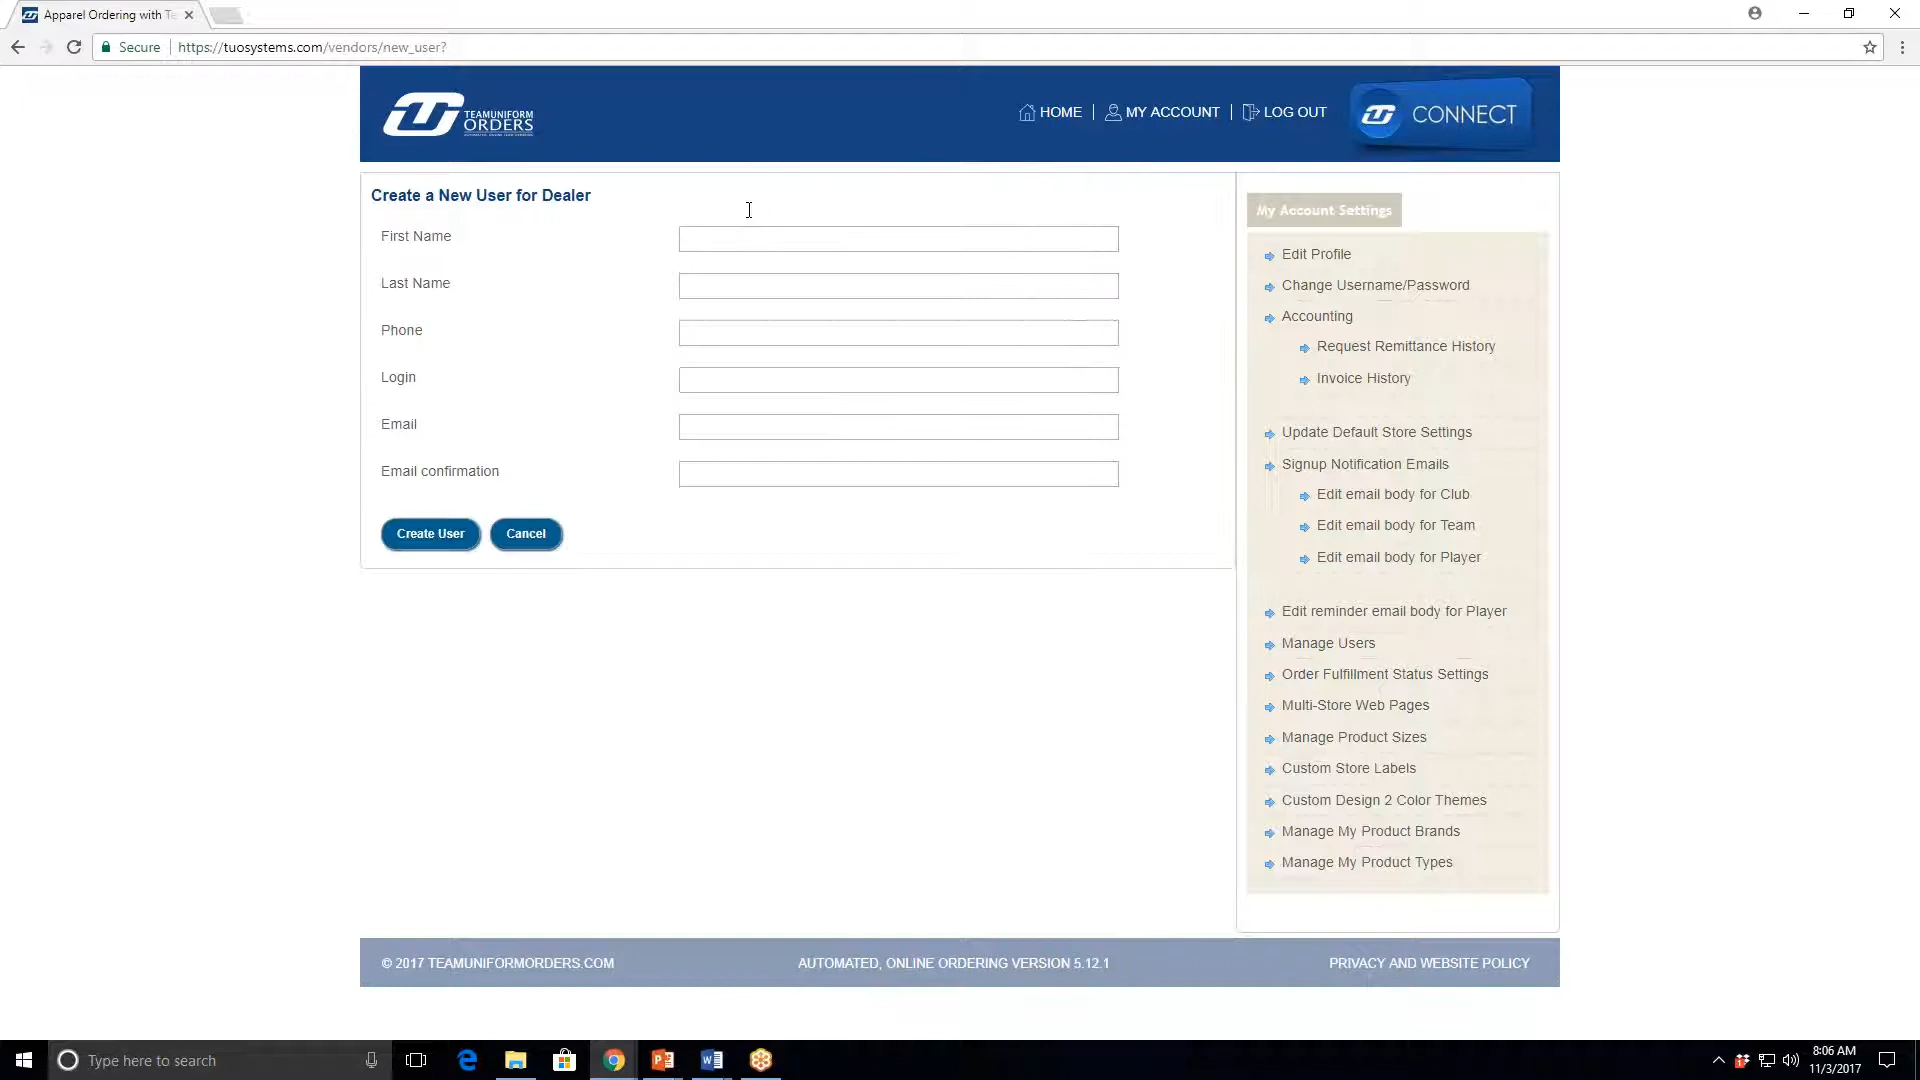 Apparel Ordering with Te
Secure
https://tuosystems.com/vendors/new_user?
TEAMUNIFORM
ORDERS
HOME
MY ACCOUNT
LOG OUT
CONNECT
Create a New User for Dealer
First Name
Last Name
Phone
Login
Email
Email confirmation
Create User
Cancel
My Account Settings
Edit Profile
Change Username/Password
Accounting
Request Remittance History
Invoice History
Update Default Store Settings
Signup Notification Emails
Edit email body for Club
Edit email body for Team
Edit email body for Player
Edit reminder email body for Player
Manage Users
Order Fulfillment Status Settings
Multi-Store Web Pages
Manage Product Sizes
Custom Store Labels
Custom Design 2 Color Themes
Manage My Product Brands
Manage My Product Types
© 2017 TEAMUNIFORMORDERS.COM
AUTOMATED, ONLINE ORDERING VERSION 5.12.1
PRIVACY AND WEBSITE POLICY
Type here to search
8:06 AM
11/3/2017